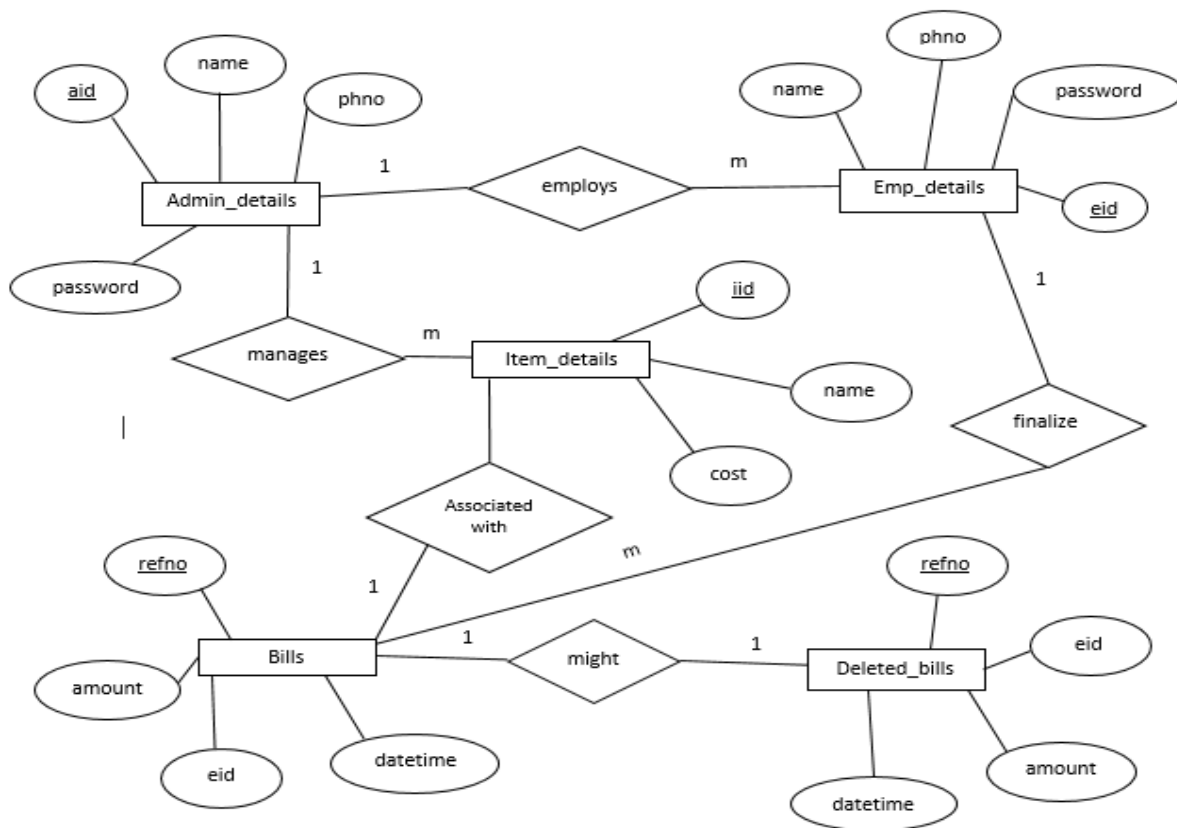 phno
name
aid
phno
name
password
1
employs
m
Emp_details
Admin_details
eid
password
1
1
iid
m
manages
Item_details
name
finalize
cost
Associated
with
refno
m
refno
1
1
might
1
eid
Bills
Deleted_bills
amount
datetime
eid
amount
datetime